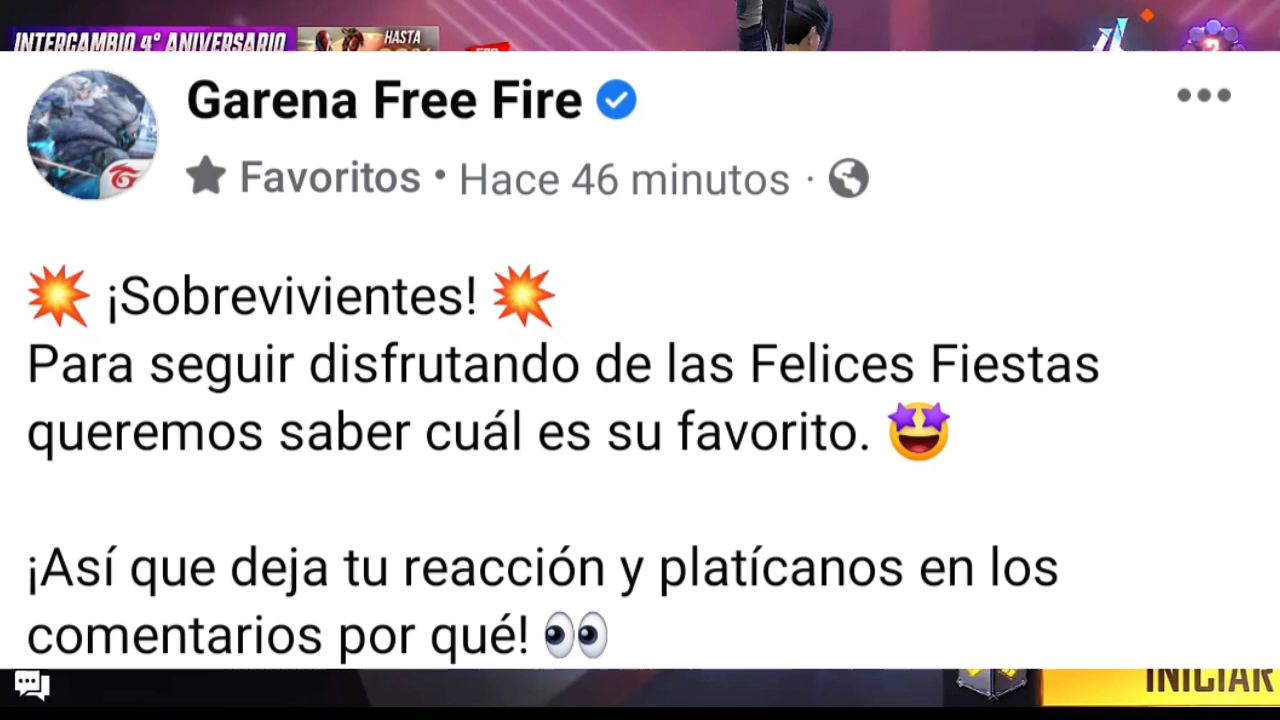 INTERCAMBIO 4° ANIVERSARIO
HASTA
Garena Free Fire
Favoritos • Hace 46 minutos ·
💥 ¡Sobrevivientes! 💥
Para seguir disfrutando de las Felices Fiestas
queremos saber cuál es su favorito. 🤩
¡Así que deja tu reacción y platícanos en los
comentarios por qué! 👀
INICIAR